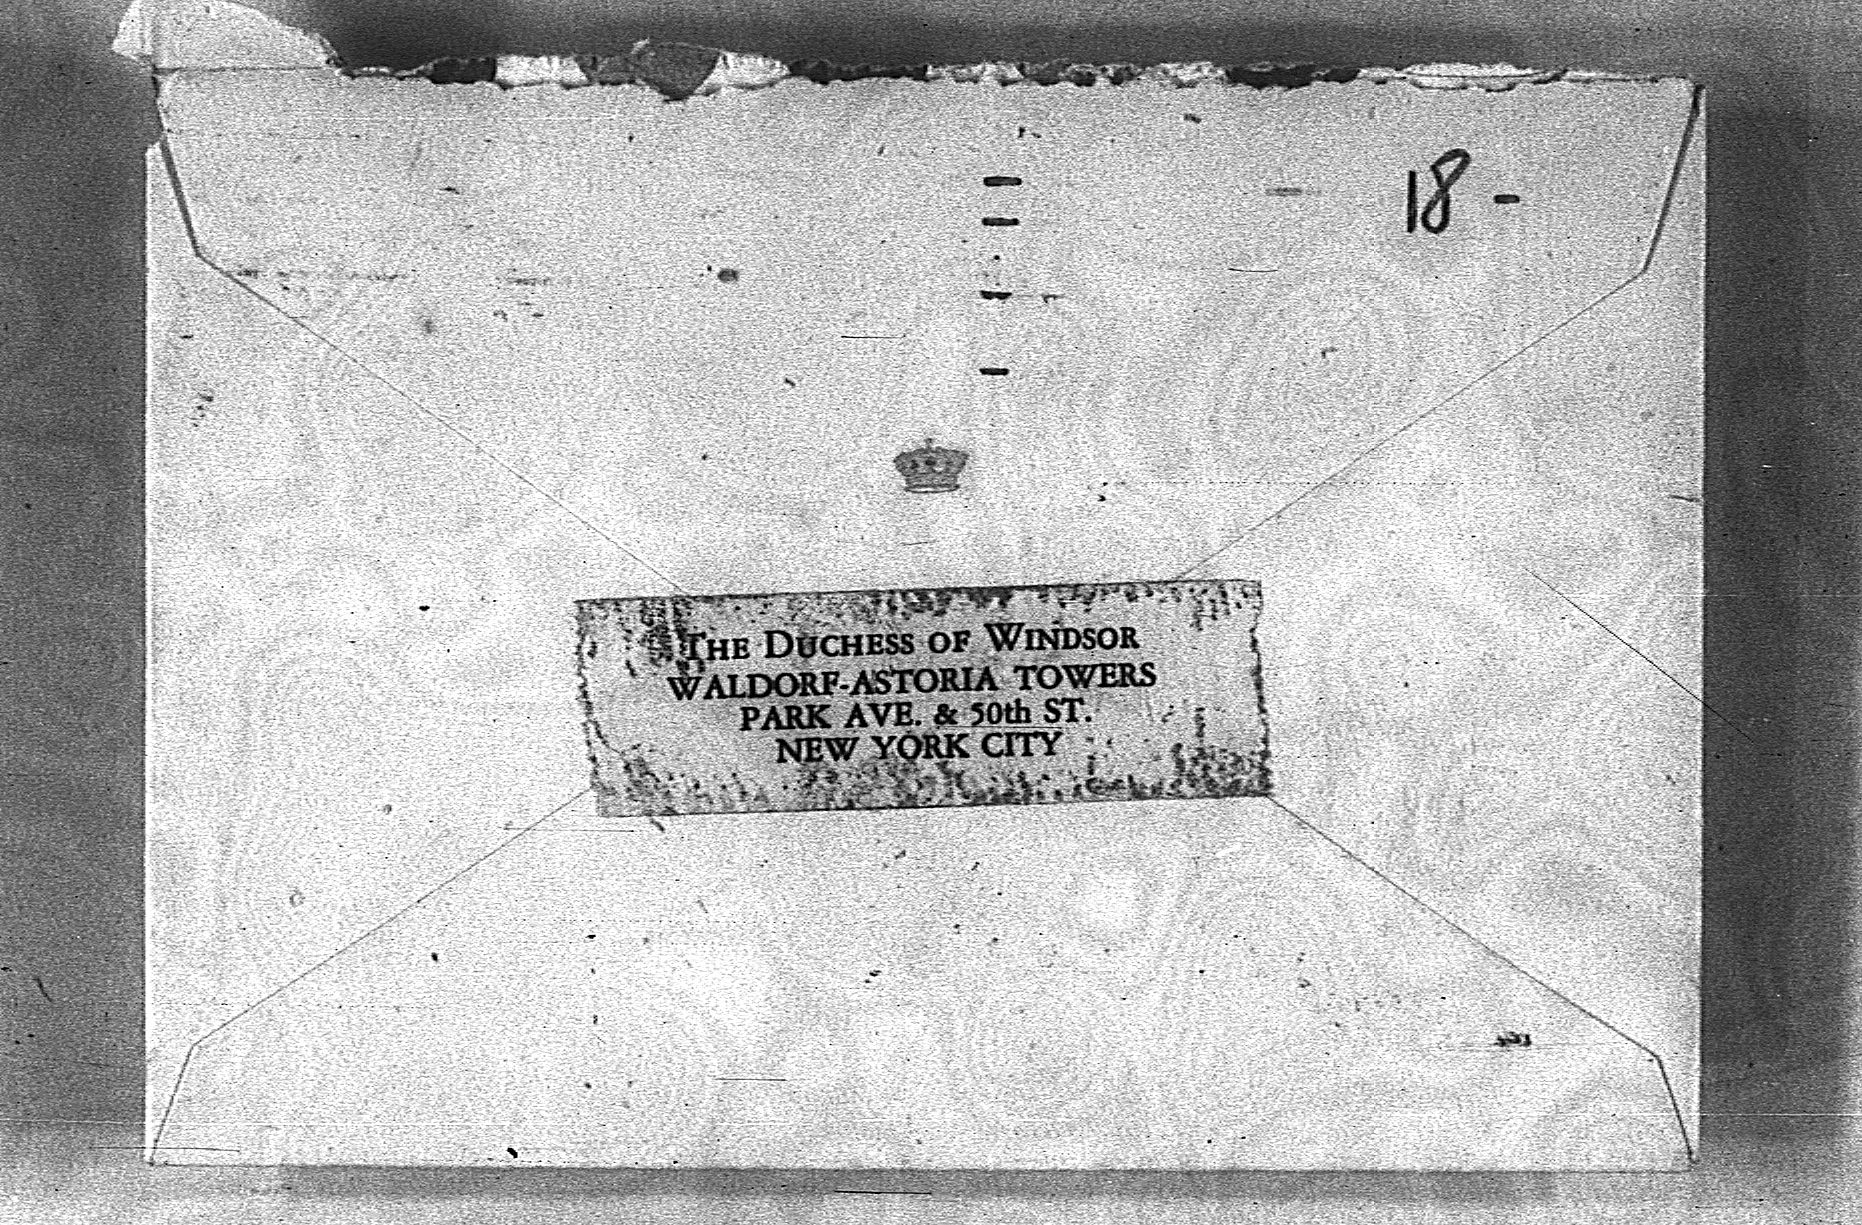 18-
THE DUCHESS OF WINDSOR
WALDORF-ASTORIA TOWERS
PARK AVE. & 50th ST.
NEW YORK CITY